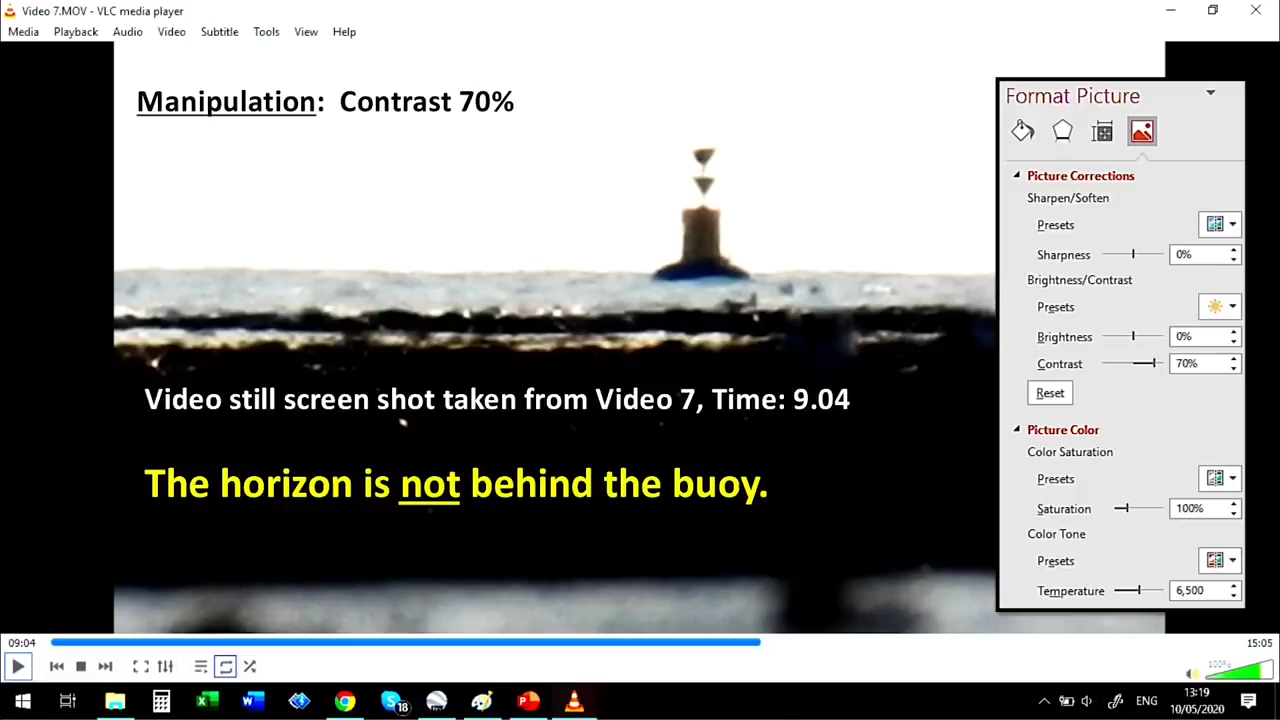 Video 7.MOV - VLC media player
Media Playback Audio Video Subtitle Tools View Help
Manipulation: Contrast 70%
Format Picture
Picture Corrections
Sharpen/Soften
Presets
Sharpness 0%
Brightness/Contrast
Presets
Brightness 0%
Contrast 70%
Reset
Picture Color
Color Saturation
Presets
Saturation 100%
Color Tone
Presets
Temperature 6,500
Video still screen shot taken from Video 7, Time: 9.04
The horizon is not behind the buoy.
09:04 15:05
100%
18
ENG
13:19
10/05/2020